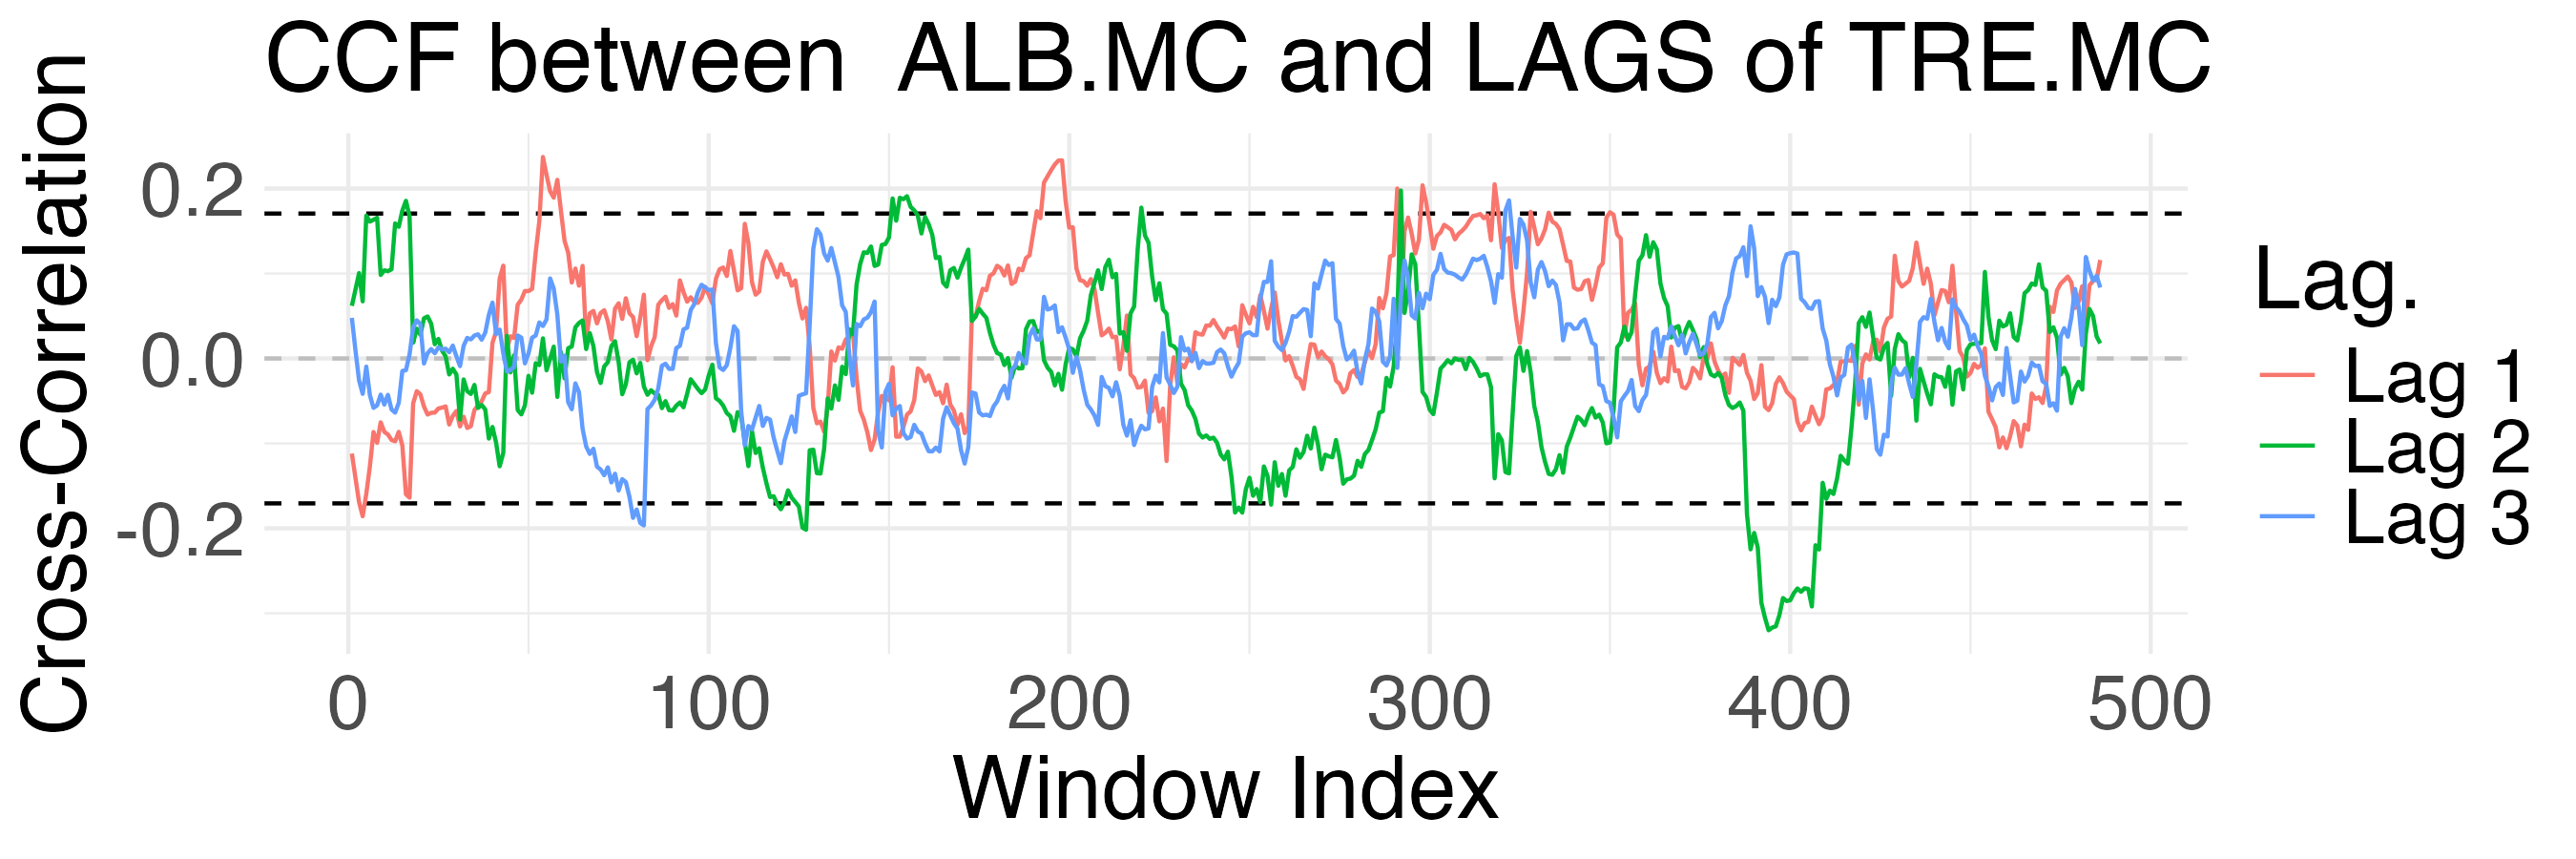 CCF between  ALB.MC and LAGS of TRE.MC
Cross-Correlation
0.2
0.0
-0.2
0 100 200 300 400 500
Window Index
Lag.
Lag 1
Lag 2
Lag 3